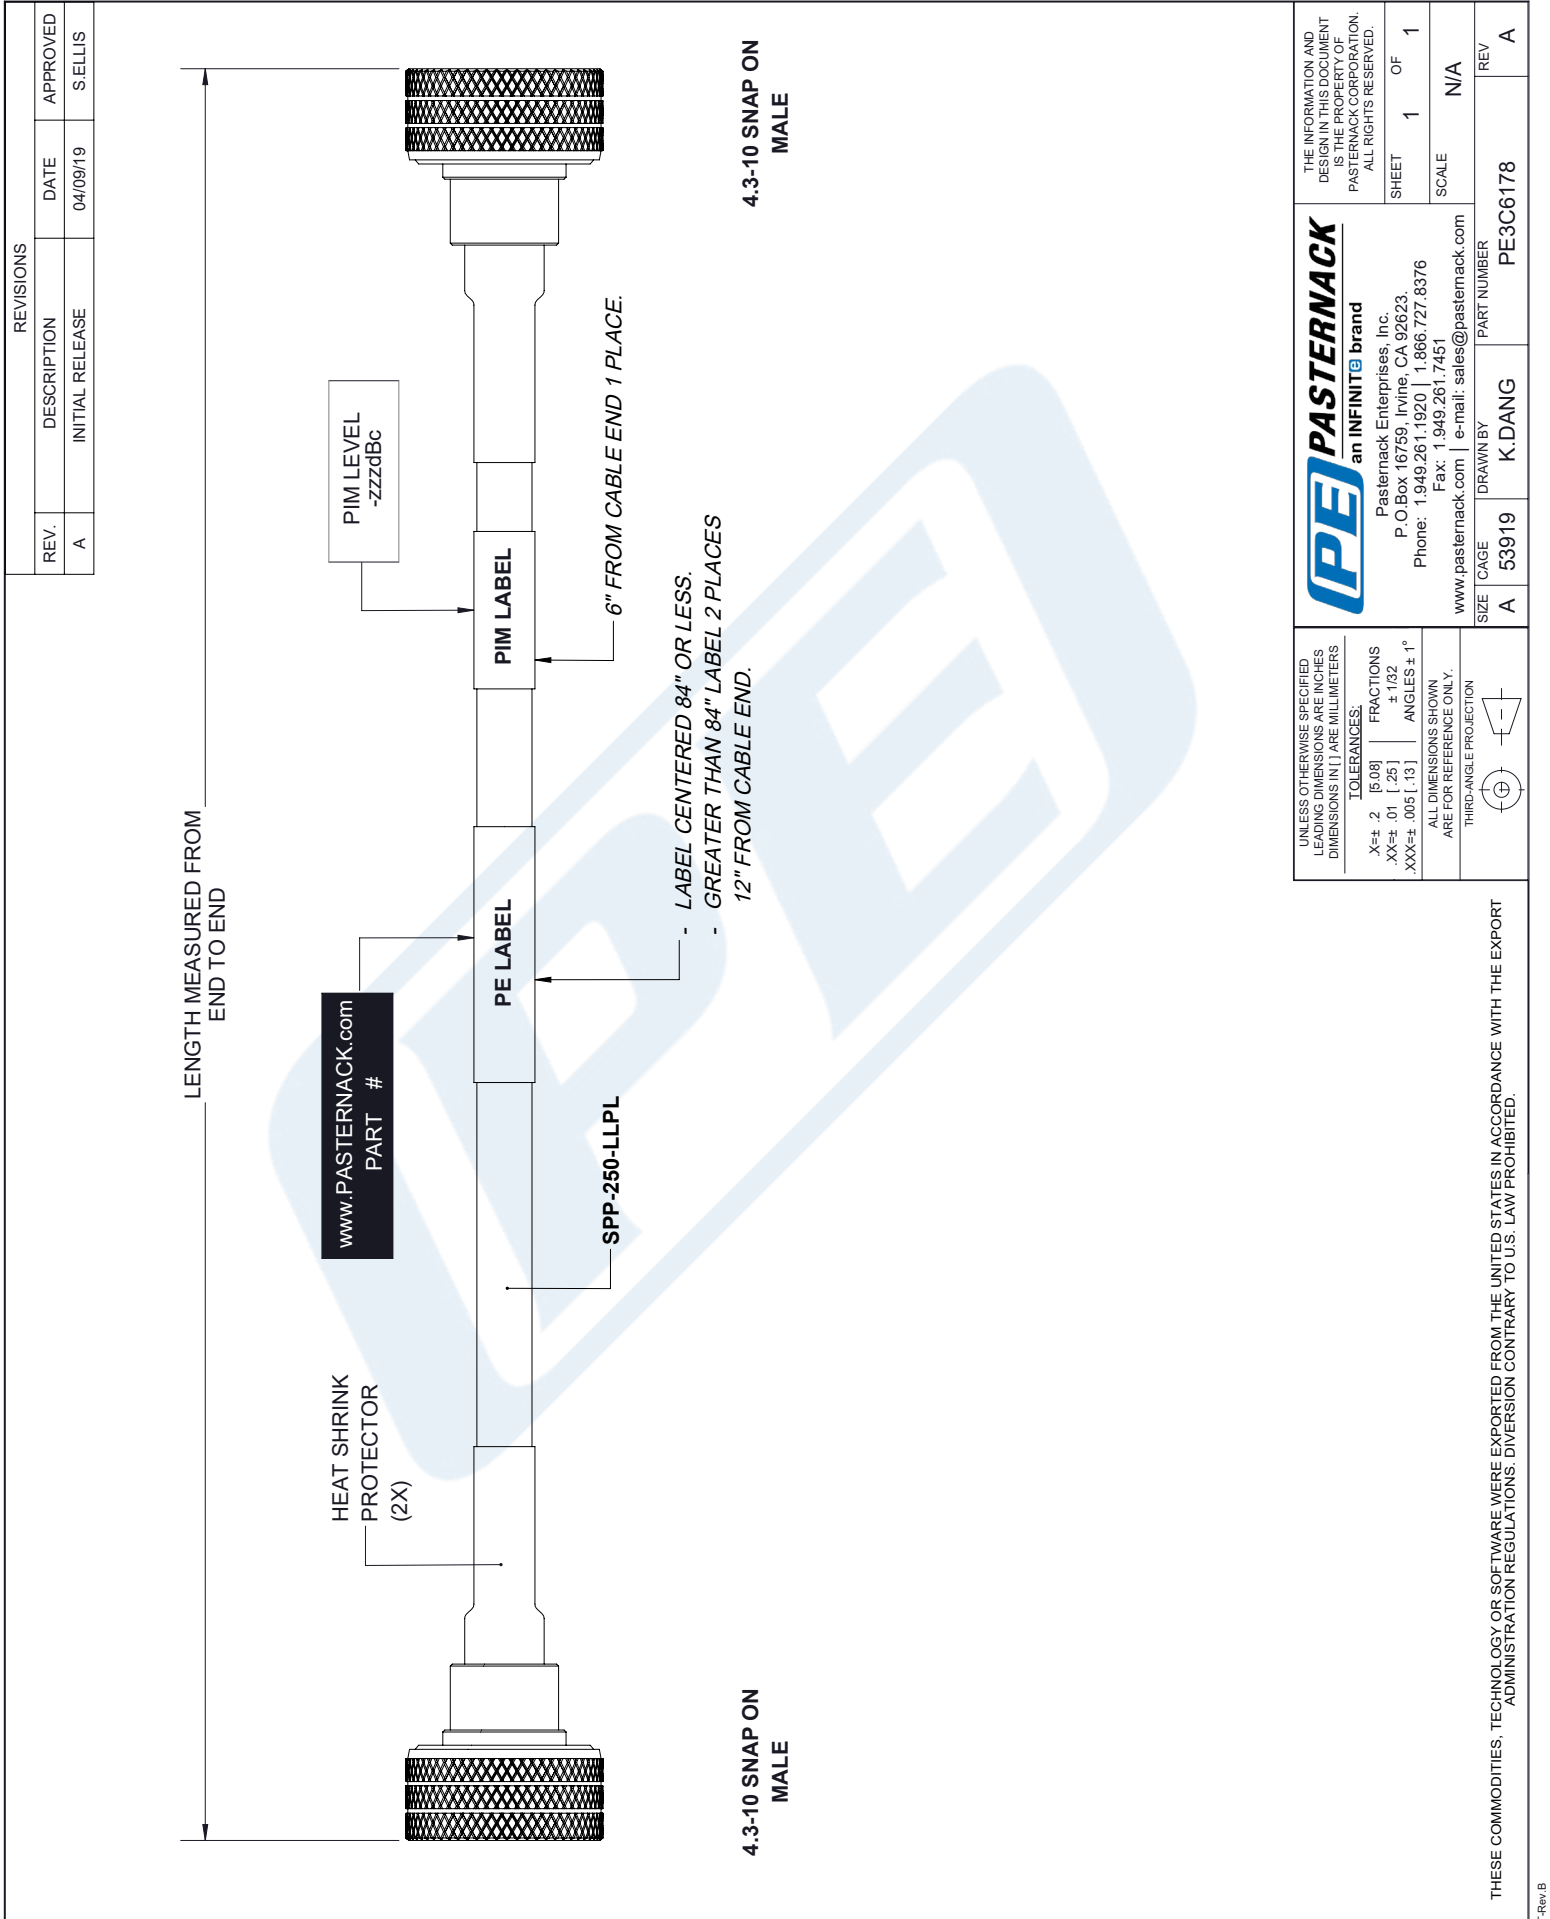 REVISIONS
REV. DESCRIPTION DATE APPROVED
A INITIAL RELEASE 04/09/19 S.ELLIS
LENGTH MEASURED FROM
END TO END
HEAT SHRINK
PROTECTOR
(2X)
www.PASTERNACK.com
PART #
PIM LEVEL
-zzzdBc
PE LABEL
PIM LABEL
SPP-250-LLPL
6" FROM CABLE END 1 PLACE.
- LABEL CENTERED 84" OR LESS.
- GREATER THAN 84" LABEL 2 PLACES
12" FROM CABLE END.
4.3-10 SNAP ON
MALE
4.3-10 SNAP ON
MALE
UNLESS OTHERWISE SPECIFIED
LEADING DIMENSIONS ARE INCHES
DIMENSIONS IN [ ] ARE MILLIMETERS
TOLERANCES:
.X=± .2 [5.08] FRACTIONS
.XX=± .01 [ .25 ] ± 1/32
.XXX=± .005 [ .13 ] ANGLES ± 1°
ALL DIMENSIONS SHOWN
ARE FOR REFERENCE ONLY.
THIRD-ANGLE PROJECTION
PE PASTERNACK
an INFINITe brand
Pasternack Enterprises, Inc.
P.O.Box 16759, Irvine, CA 92623.
Phone: 1.949.261.1920 | 1.866.727.8376
Fax: 1.949.261.7451
www.pasternack.com | e-mail: sales@pasternack.com
THE INFORMATION AND
DESIGN IN THIS DOCUMENT
IS THE PROPERTY OF
PASTERNACK CORPORATION.
ALL RIGHTS RESERVED.
SHEET 1 OF 1
SCALE N/A
SIZE A
CAGE 53919
DRAWN BY K.DANG
PART NUMBER PE3C6178
REV A
THESE COMMODITIES, TECHNOLOGY OR SOFTWARE WERE EXPORTED FROM THE UNITED STATES IN ACCORDANCE WITH THE EXPORT
ADMINISTRATION REGULATIONS. DIVERSION CONTRARY TO U.S. LAW PROHIBITED.
-Rev.B
PE